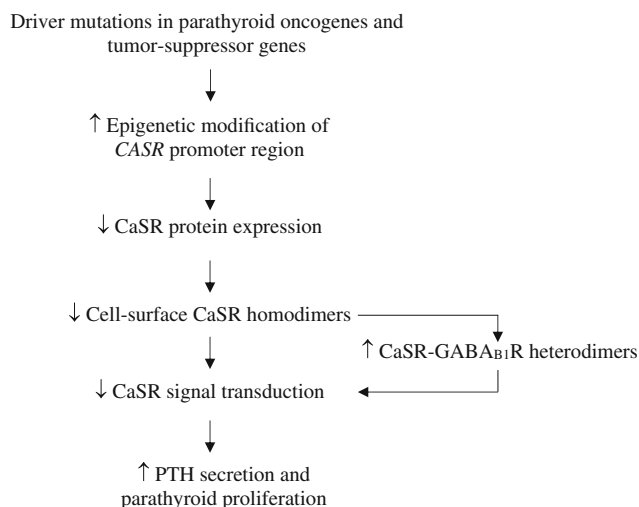 Driver mutations in parathyroid oncogenes and
tumor-suppressor genes
↑ Epigenetic modification of
CASR promoter region
↓ CaSR protein expression
↓ Cell-surface CaSR homodimers
↑ CaSR-GABAB1R heterodimers
↓ CaSR signal transduction
↑ PTH secretion and
parathyroid proliferation